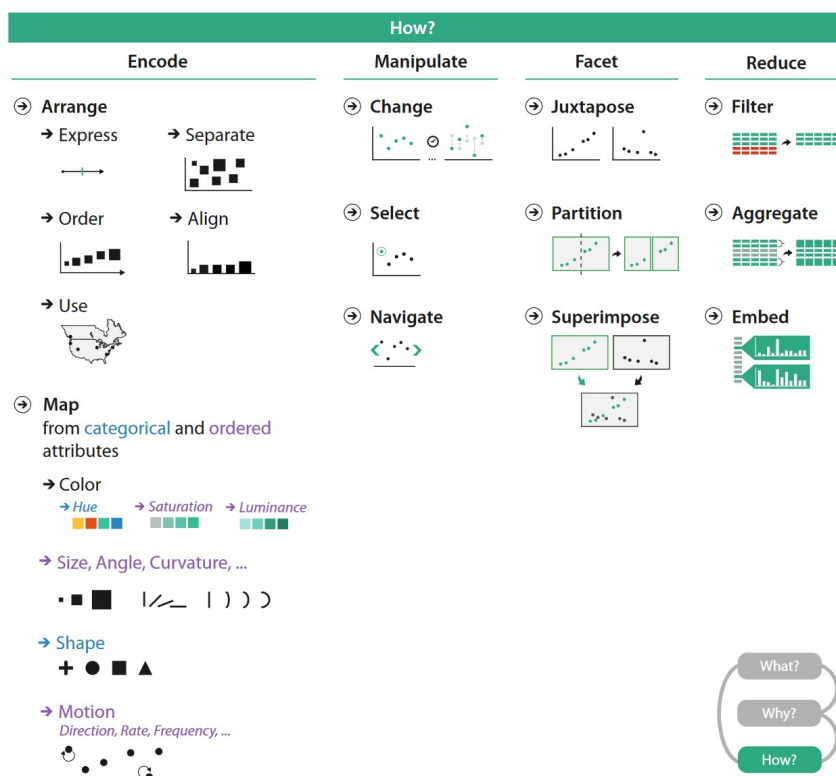 How?
Encode
Manipulate
Facet
Reduce
Arrange
Express
Separate
Order
Align
Use
Map
from categorical and ordered
attributes
Color
Hue
Saturation
Luminance
Size, Angle, Curvature, ...
Shape
Motion
Direction, Rate, Frequency, ...
Change
...
Select
Navigate
Juxtapose
Partition
Superimpose
Filter
Aggregate
Embed
What?
Why?
How?